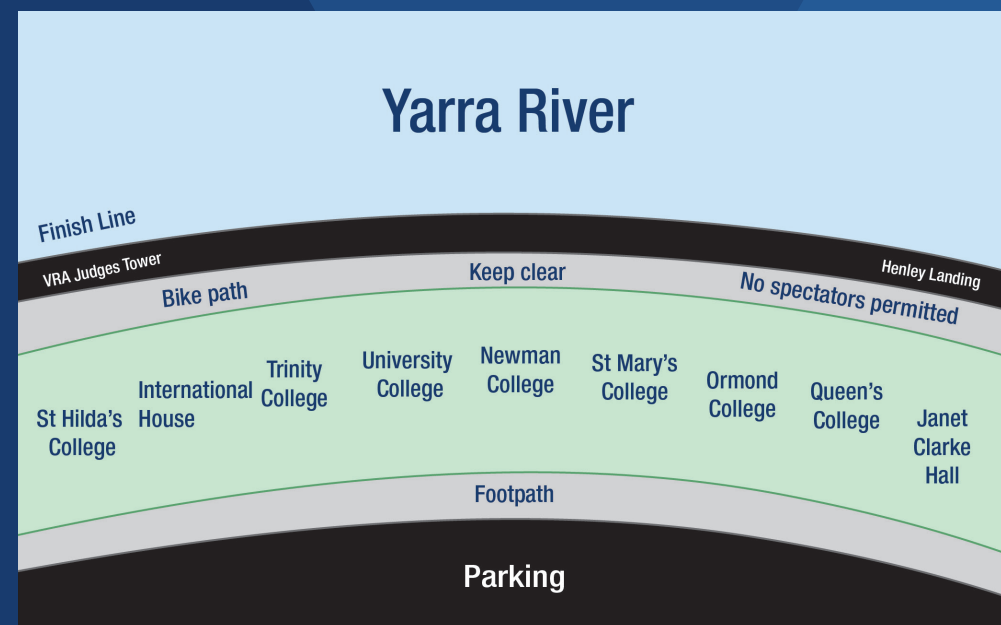 Yarra River
Finish Line
VRA Judges Tower
Henley Landing
Bike path
Keep clear
No spectators permitted
St Hilda's
College
International
House
Trinity
College
University
College
Newman
College
St Mary's
College
Ormond
College
Queen's
College
Janet
Clarke
Hall
Footpath
Parking